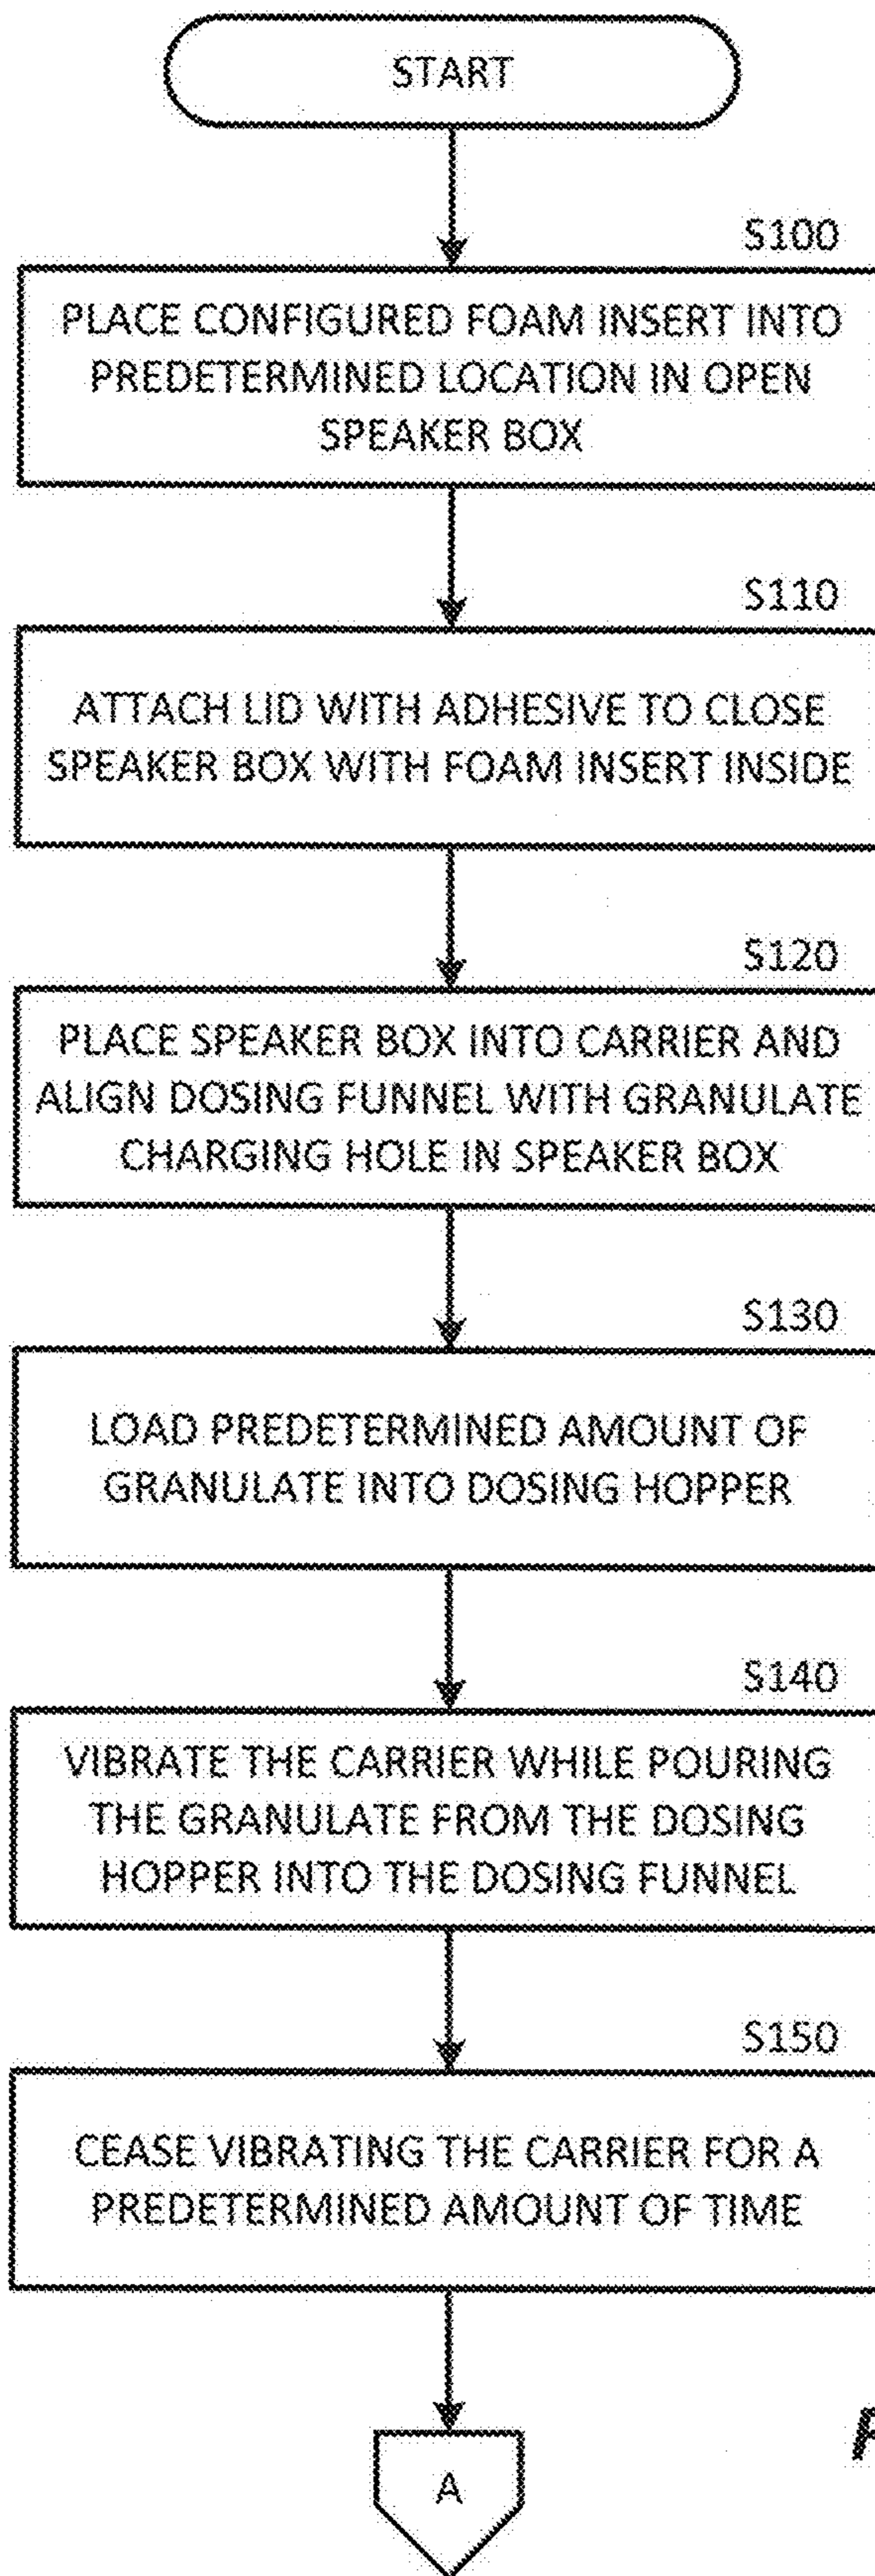 START
S100
PLACE CONFIGURED FOAM INSERT INTO
PREDETERMINED LOCATION IN OPEN
SPEAKER BOX
S110
ATTACH LID WITH ADHESIVE TO CLOSE
SPEAKER BOX WITH FOAM INSERT INSIDE
S120
PLACE SPEAKER BOX INTO CARRIER AND
ALIGN DOSING FUNNEL WITH GRANULATE
CHARGING HOLE IN SPEAKER BOX
S130
LOAD PREDETERMINED AMOUNT OF
GRANULATE INTO DOSING HOPPER
S140
VIBRATE THE CARRIER WHILE POURING
THE GRANULATE FROM THE DOSING
HOPPER INTO THE DOSING FUNNEL
S150
CEASE VIBRATING THE CARRIER FOR A
PREDETERMINED AMOUNT OF TIME
A